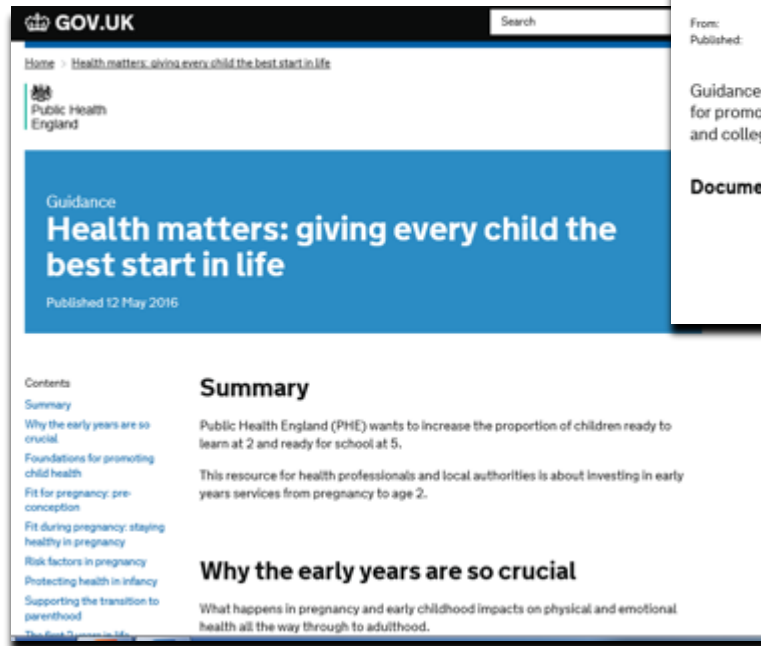 GOV.UK
Search
Home > Health matters: giving every child the best start in life
Public Health
England
Guidance
Health matters: giving every child the
best start in life
Published 12 May 2016
Contents
Summary
Why the early years are so
crucial
Foundations for promoting
child health
Fit for pregnancy: pre-
conception
Fit during pregnancy: staying
healthy in pregnancy
Risk factors in pregnancy
Protecting health in infancy
Supporting the transition to
parenthood
The first 2 years in life
Summary
Public Health England (PHE) wants to increase the proportion of children ready to
learn at 2 and ready for school at 5.
This resource for health professionals and local authorities is about investing in early
years services from pregnancy to age 2.
Why the early years are so crucial
What happens in pregnancy and early childhood impacts on physical and emotional
health all the way through to adulthood.
From:
Published:
Guidance
for promo
and colleg
Docume